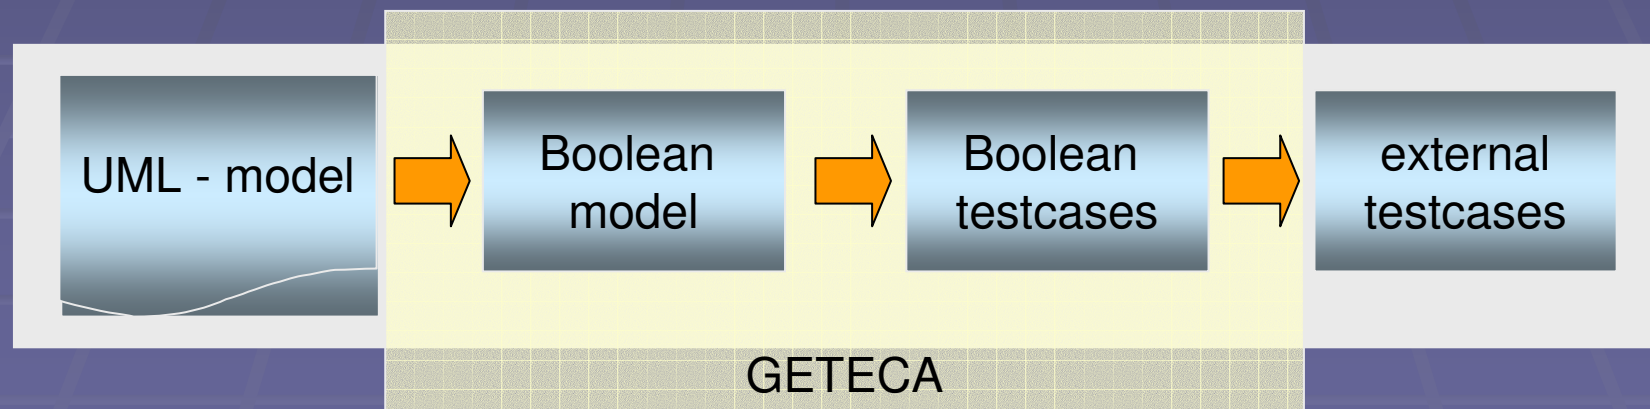 UML - model
Boolean
model
Boolean
testcases
external
testcases
GETECA